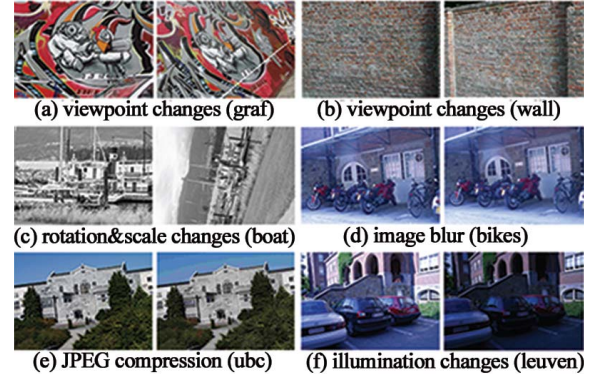 (a) viewpoint changes (graf)
(b) viewpoint changes (wall)
(c) rotation&scale changes (boat)
(d) image blur (bikes)
(e) JPEG compression (ubc)
(f) illumination changes (leuven)